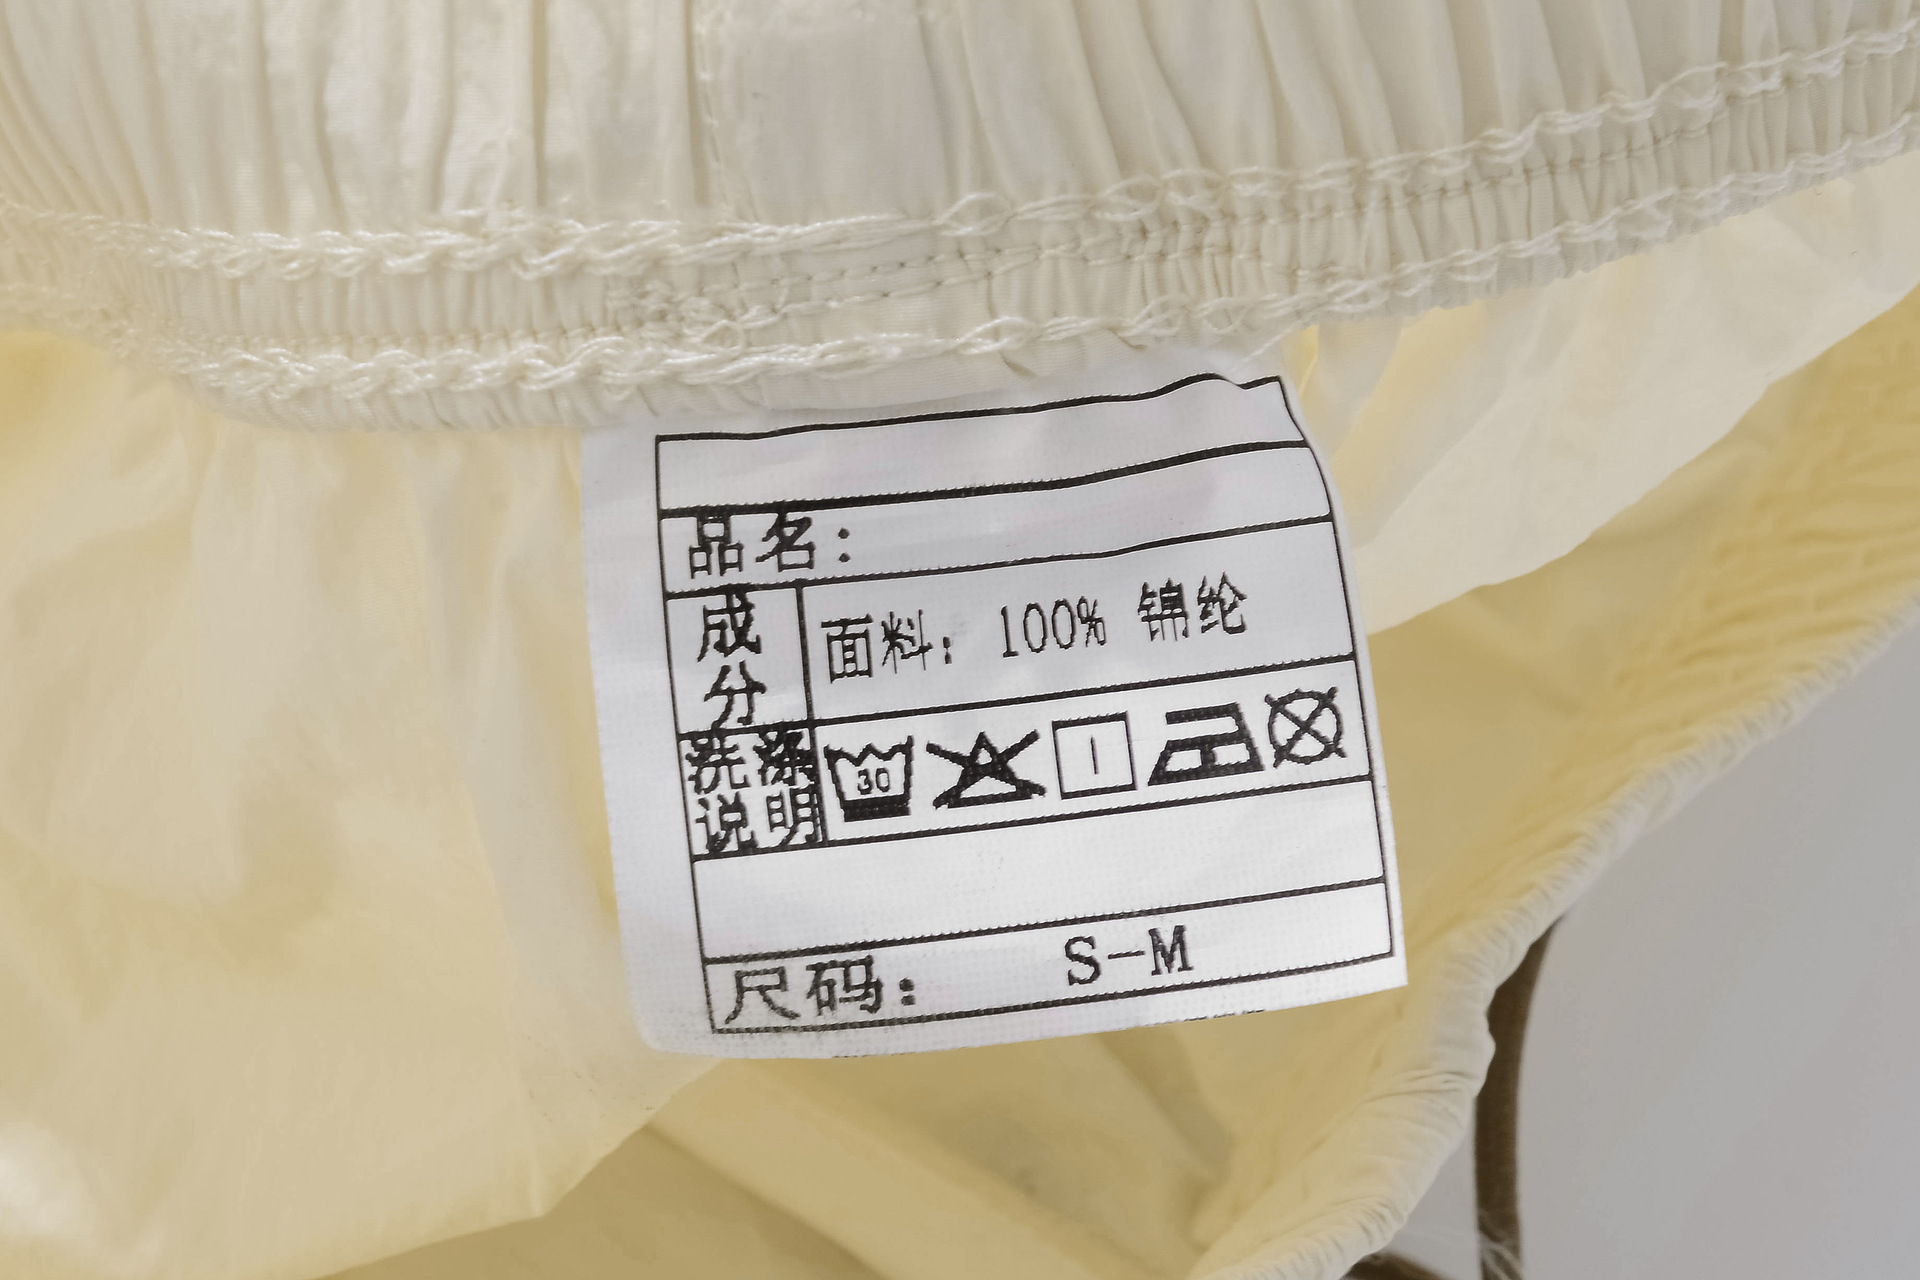 品名：
成分
面料：100% 锦纶
洗涤说明
30
尺码： S-M